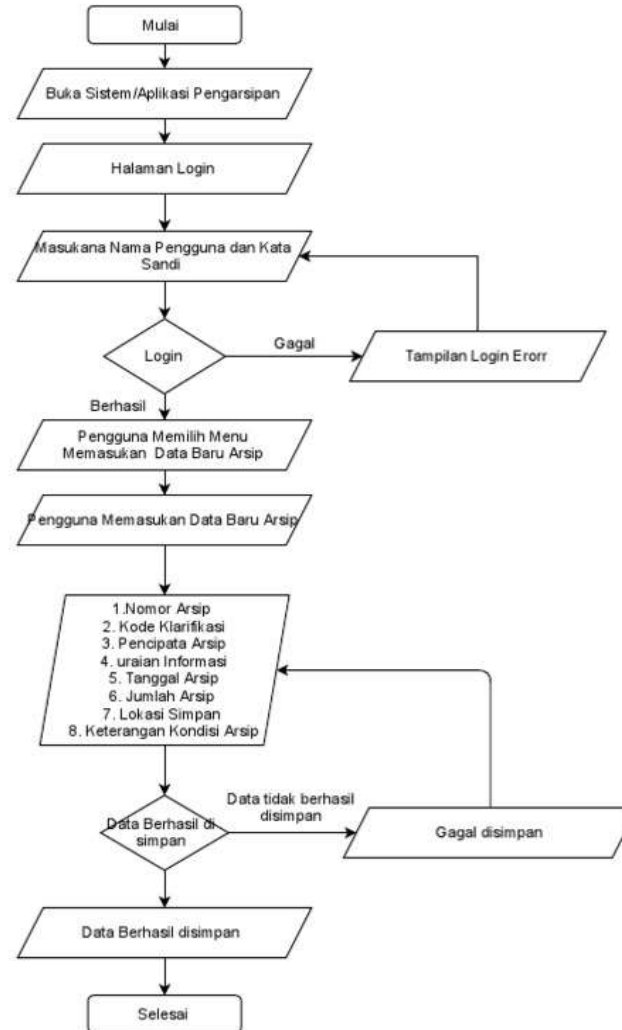 Mulai
Buka Sistem/Aplikasi Pengarsipan
Halaman Login
Masukana Nama Pengguna dan Kata
Sandi
Login
Gagal
Tampilan Login Erorr
Berhasil
Pengguna Memilih Menu
Memasukan Data Baru Arsip
Pengguna Memasukan Data Baru Arsip
1.Nomor Arsip
2. Kode Klarifikasi
3. Pencipata Arsip
4. uraian Informasi
5. Tanggal Arsip
6. Jumlah Arsip
7. Lokasi Simpan
8. Keterangan Kondisi Arsip
Data Berhasil di
simpan
Data tidak berhasil
disimpan
Gagal disimpan
Data Berhasil disimpan
Selesai